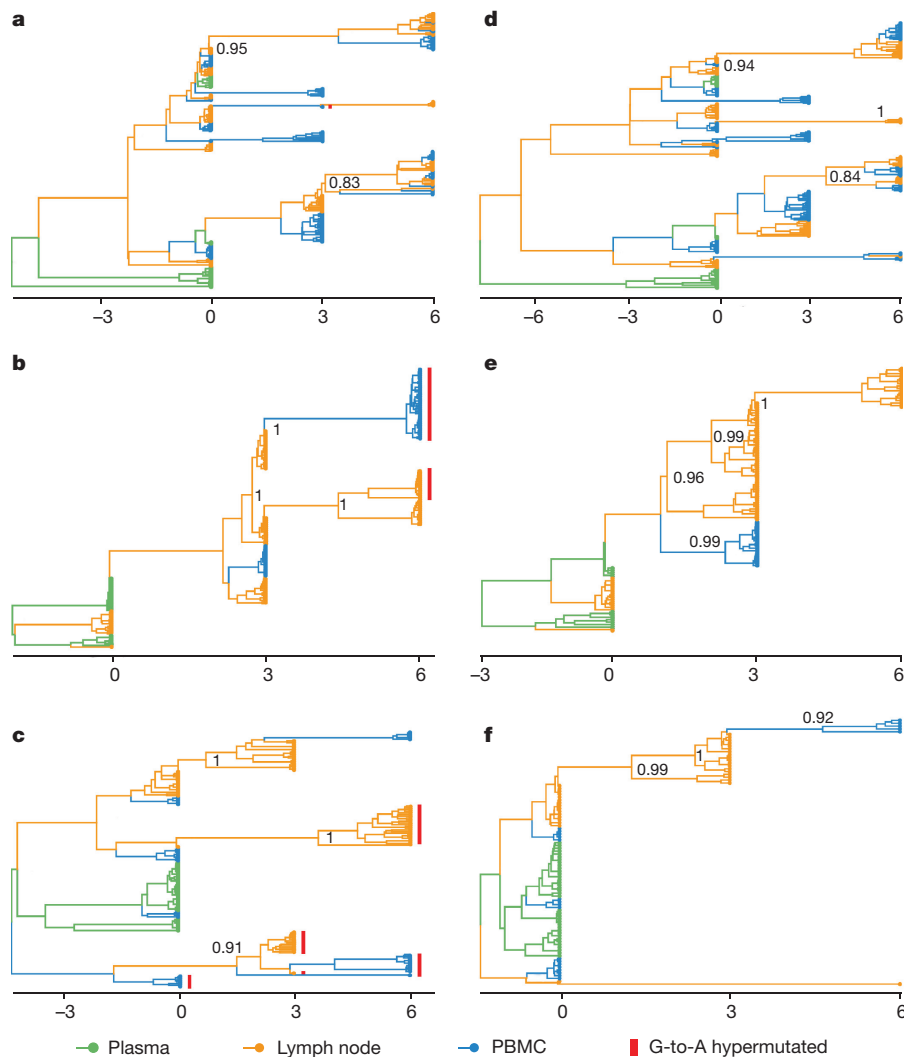 a
0.95
0.83
−3 0 3 6
d
0.94
1
0.84
−6 −3 0 3 6
b
1
1
1
0 3 6
e
1
0.99
0.96
0.99
−3 0 3 6
c
1
1
0.91
−3 0 3 6
f
0.92
1
0.99
0 3 6
Plasma Lymph node PBMC G-to-A hypermutated